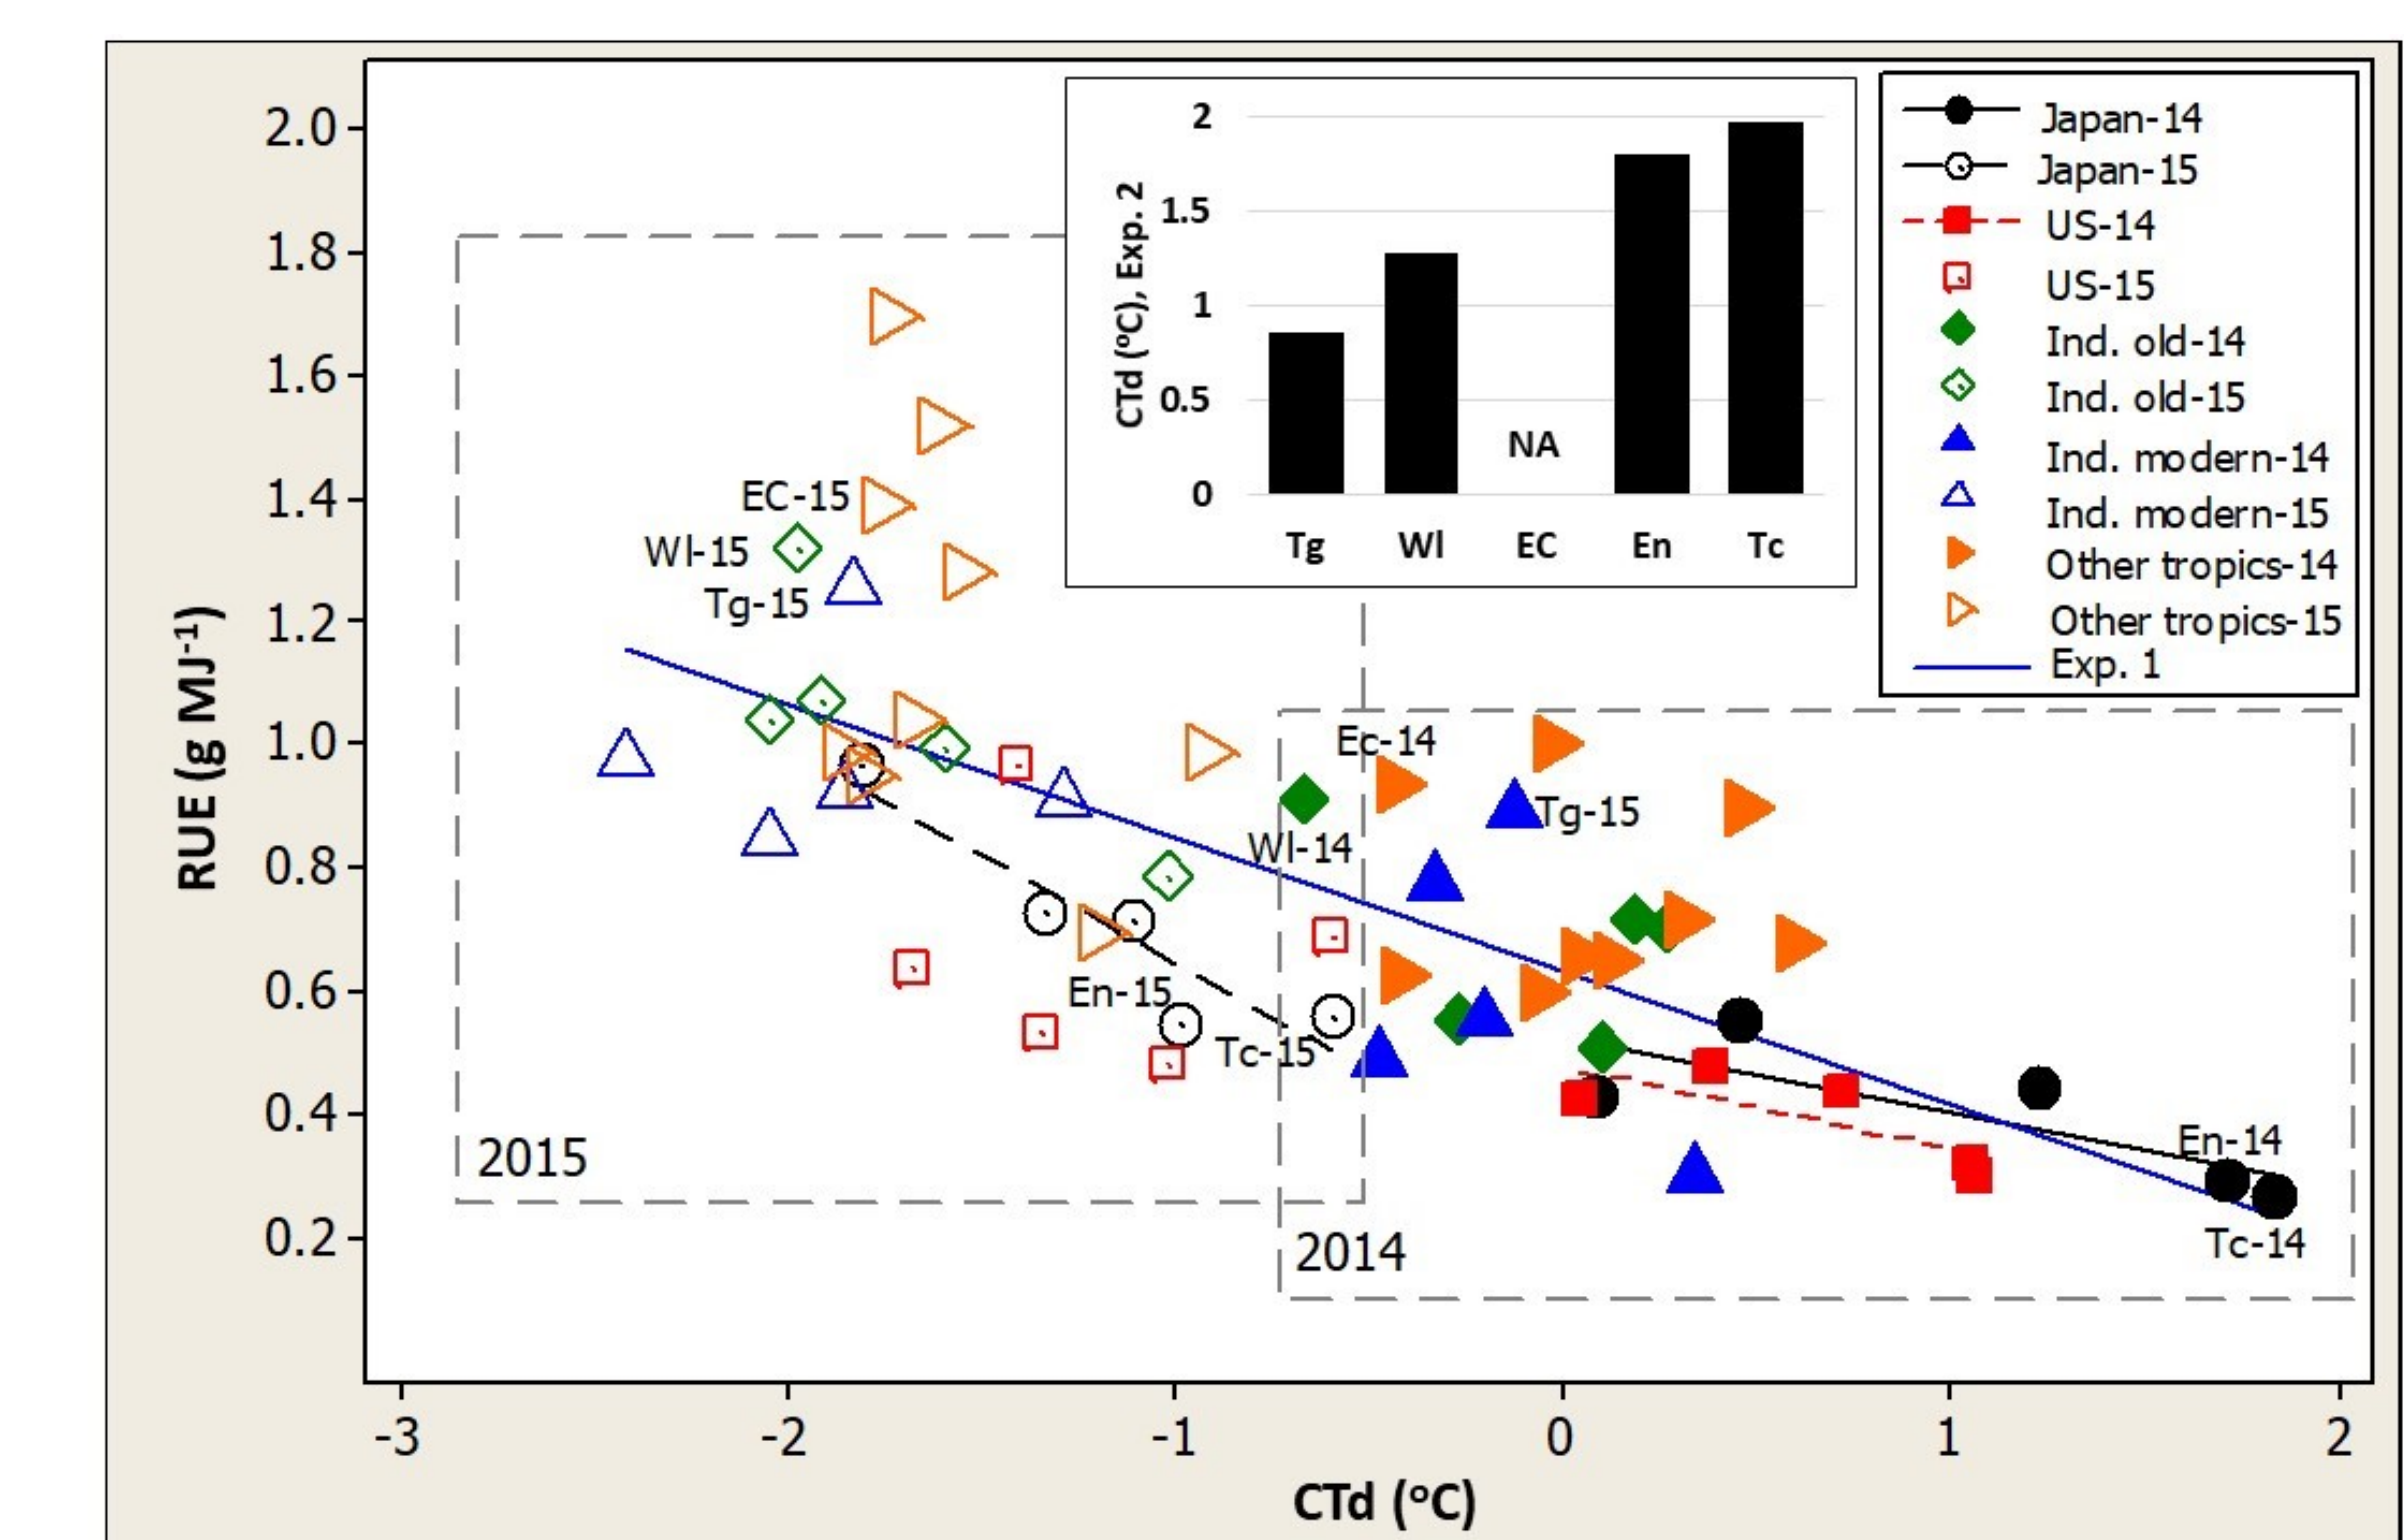 2.0
1.8
1.6
1.4
1.2
1.0
0.8
0.6
0.4
0.2
RUE (g MJ-1)
-3
-2
-1
0
1
2
CTd (oC)
2
1.5
1
0.5
0
CTd (oC), Exp. 2
NA
Tg
Wl
EC
En
Tc
Japan-14
Japan-15
US-14
US-15
Ind. old-14
Ind. old-15
Ind. modern-14
Ind. modern-15
Other tropics-14
Other tropics-15
Exp. 1
EC-15
Wl-15
Tg-15
Ec-14
Tg-15
Wl-14
En-15
Tc-15
2015
En-14
Tc-14
2014